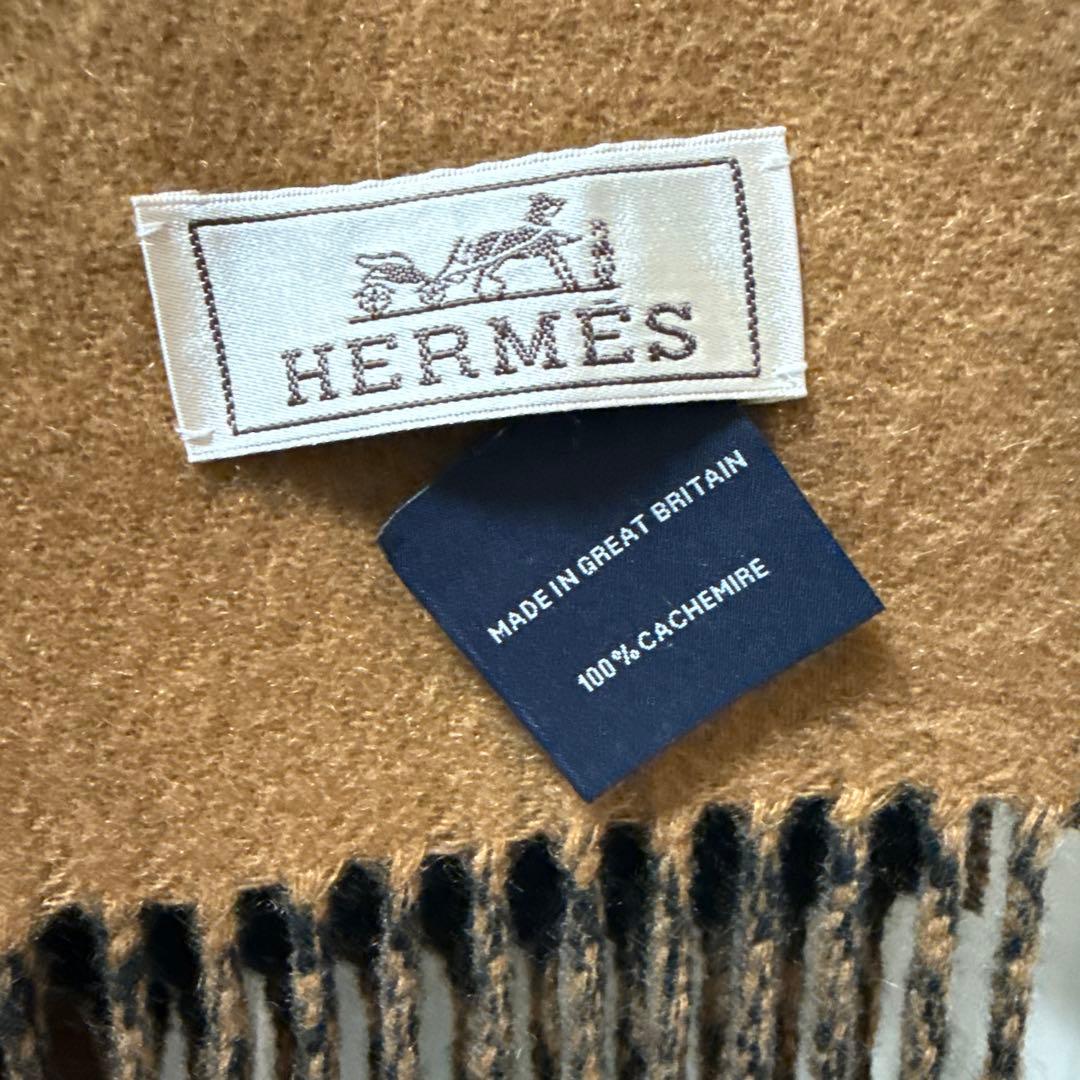 HERMÈS
MADE IN GREAT BRITAIN
100% CACHEMIRE